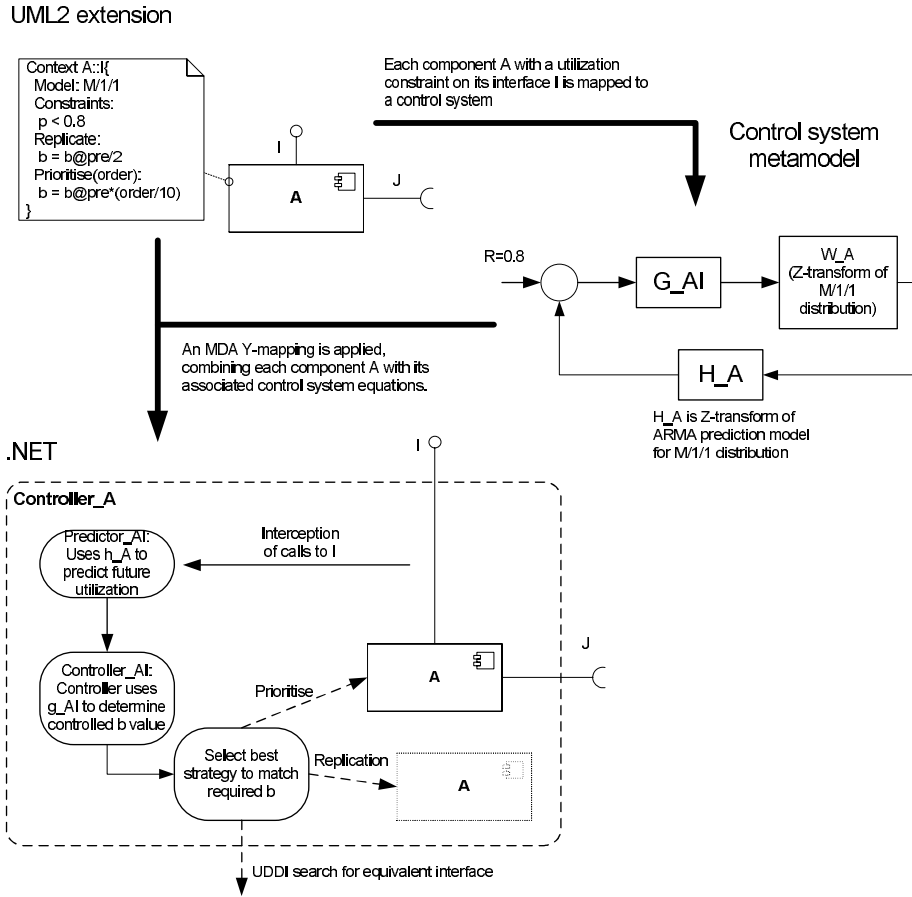 UML2 extension
Context A::I{
Model: M/1/1
Constraints:
p < 0.8
Replicate:
b = b@pre/2
Prioritise(order):
b = b@pre*(order/10)
}
I
A
J
Each component A with a utilization
constraint on its interface I is mapped to
a control system
Control system
metamodel
R=0.8
G_AI
W_A
(Z-transform of
M/1/1
distribution)
H_A
H_A is Z-transform of
ARMA prediction model
for M/1/1 distribution
An MDA Y-mapping is applied,
combining each component A with its
associated control system equations.
.NET
I
Controller_A
Predictor_AI:
Uses h_A to
predict future
utilization
Interception
of calls to I
Controller_AI:
Controller uses
g_AI to determine
controlled b value
Prioritise
A
J
Select best
strategy to match
required b
Replication
A
UDDI search for equivalent interface